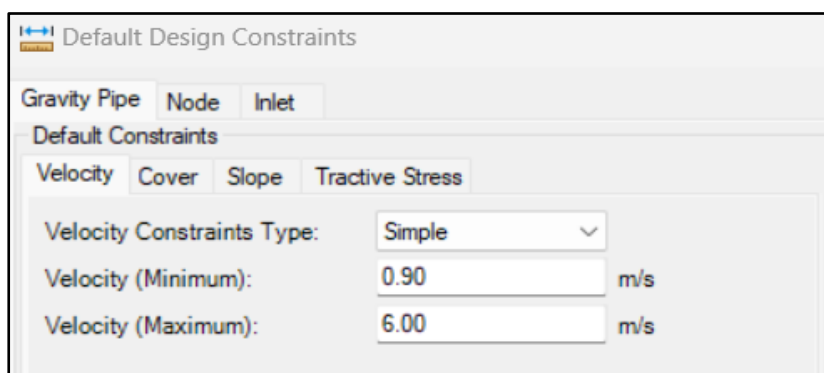 Default Design Constraints
Gravity Pipe Node Inlet
Default Constraints
Velocity Cover Slope Tractive Stress
Velocity Constraints Type: Simple
Velocity (Minimum): 0.90 m/s
Velocity (Maximum): 6.00 m/s